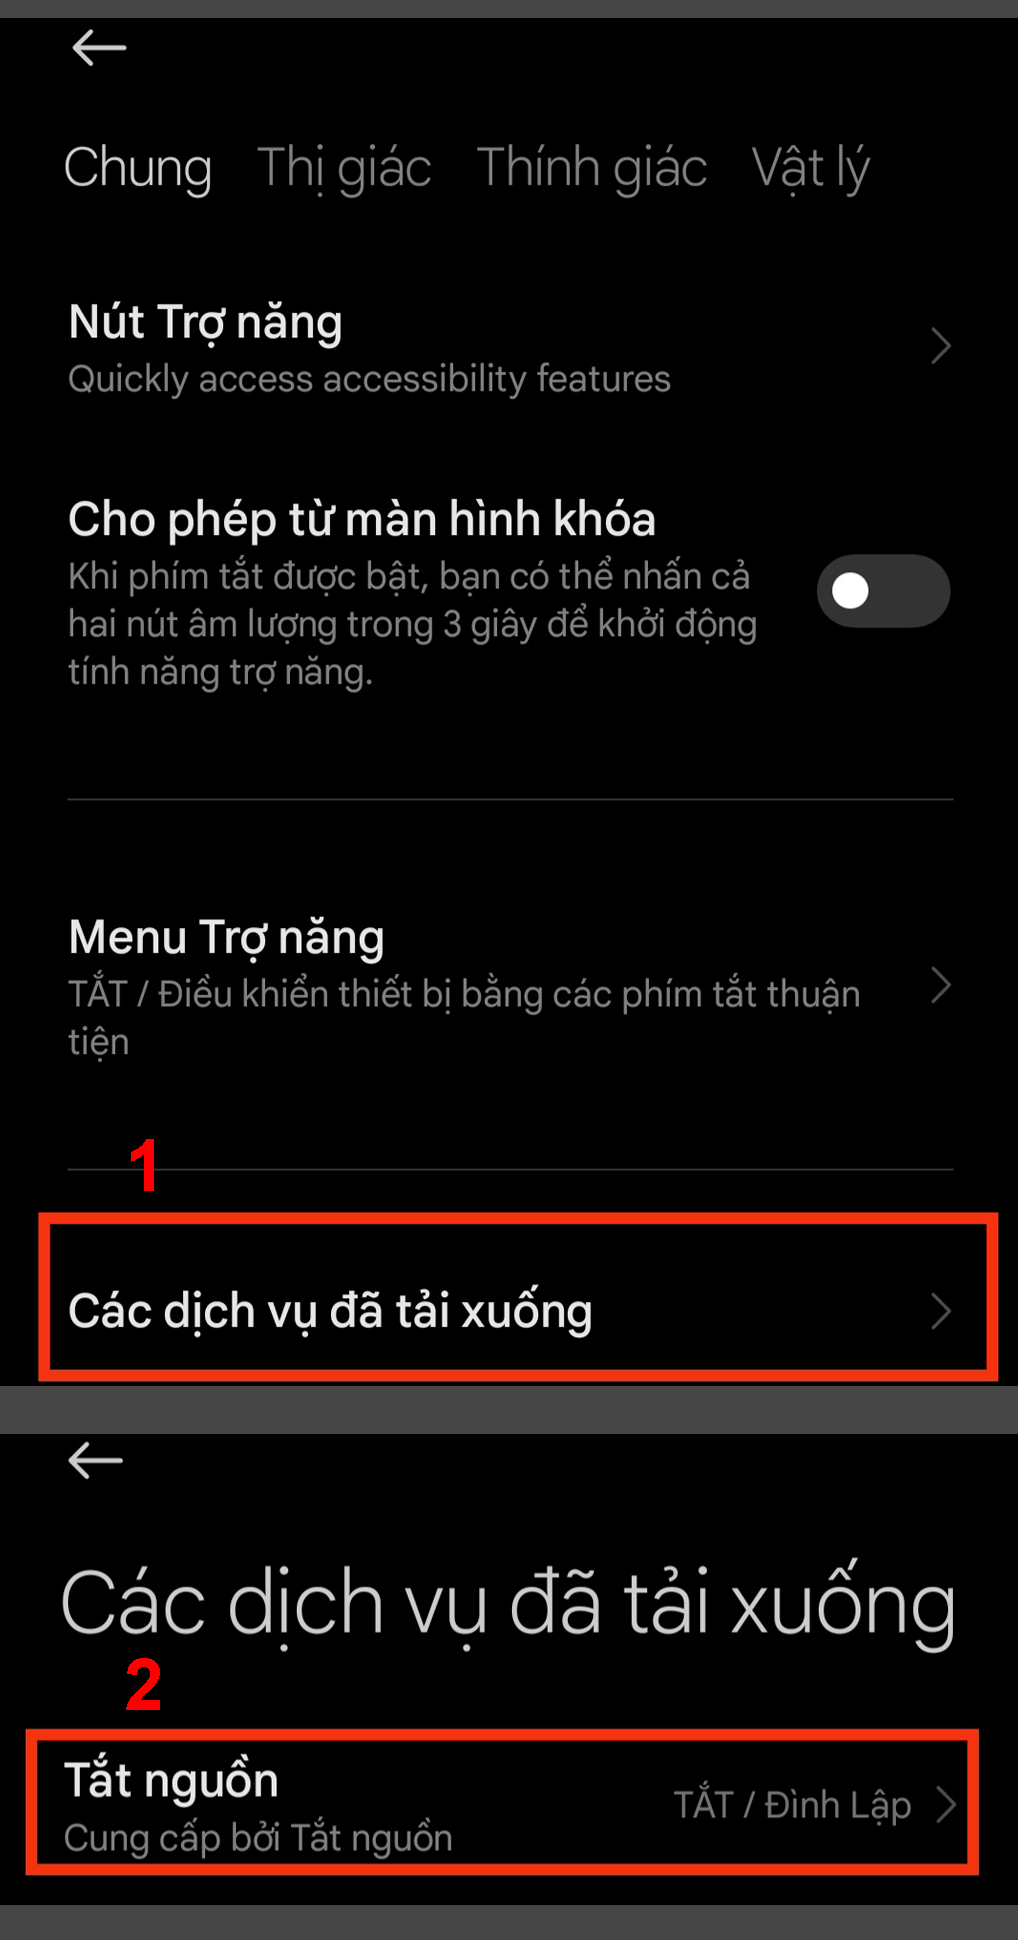 Chung Thị giác Thính giác Vật lý
Nút Trợ năng
Quickly access accessibility features
Cho phép từ màn hình khóa
Khi phím tắt được bật, bạn có thể nhấn cả
hai nút âm lượng trong 3 giây để khởi động
tính năng trợ năng.
Menu Trợ năng
TẮT / Điều khiển thiết bị bằng các phím tắt thuận
tiện
1
Các dịch vụ đã tải xuống
Các dịch vụ đã tải xuống
2
Tắt nguồn
TẮT / Đình Lập
Cung cấp bởi Tắt nguồn